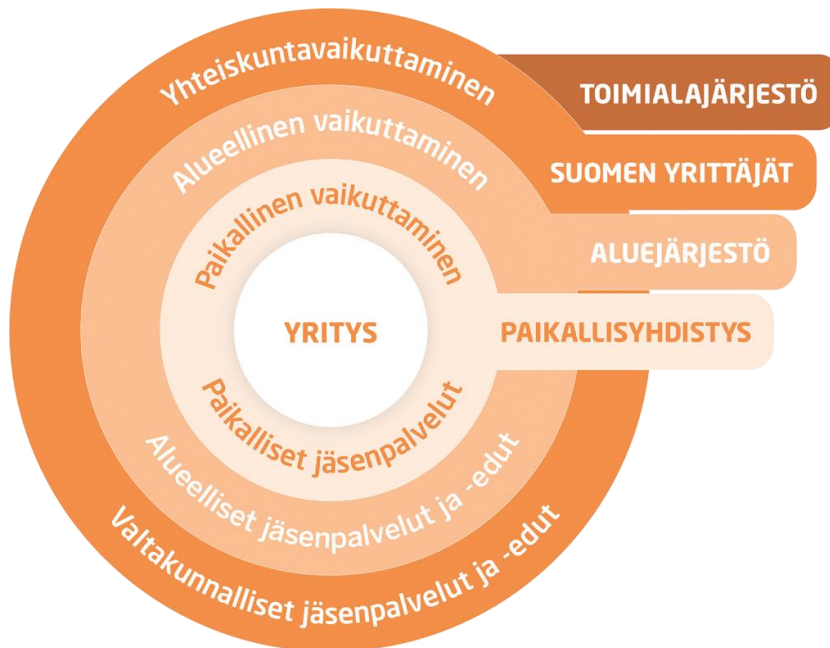 Yhteiskuntavaikuttaminen
TOIMIALAJÄRJESTÖ
Alueellinen vaikuttaminen
SUOMEN YRITTÄJÄT
Paikallinen vaikuttaminen
ALUEJÄRJESTÖ
YRITYS
PAIKALLISYHDISTYS
Paikalliset jäsenpalvelut
Alueelliset jäsenpalvelut ja -edut
Valtakunnalliset jäsenpalvelut ja -edut